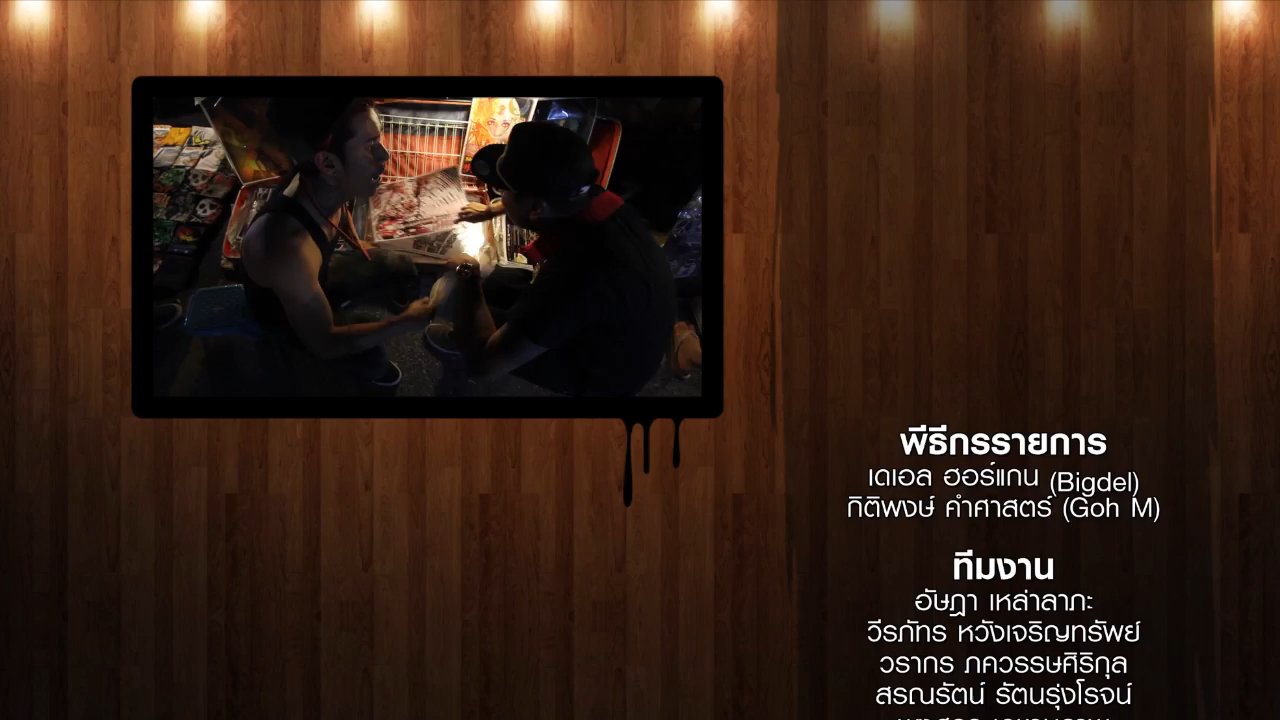 พีธีกรรายการ
เดเอล ฮอร์แกน (Bigdel)
กิติพงษ์ คำศาสตร์ (Goh M)
ทีมงาน
อัษฎา เหล่าลาภะ
วีรภัทร หวังเจริญทรัพย์
วรากร ภควรรษศิริกุล
สรณรัตน์ รัตนรุ่งโรจน์